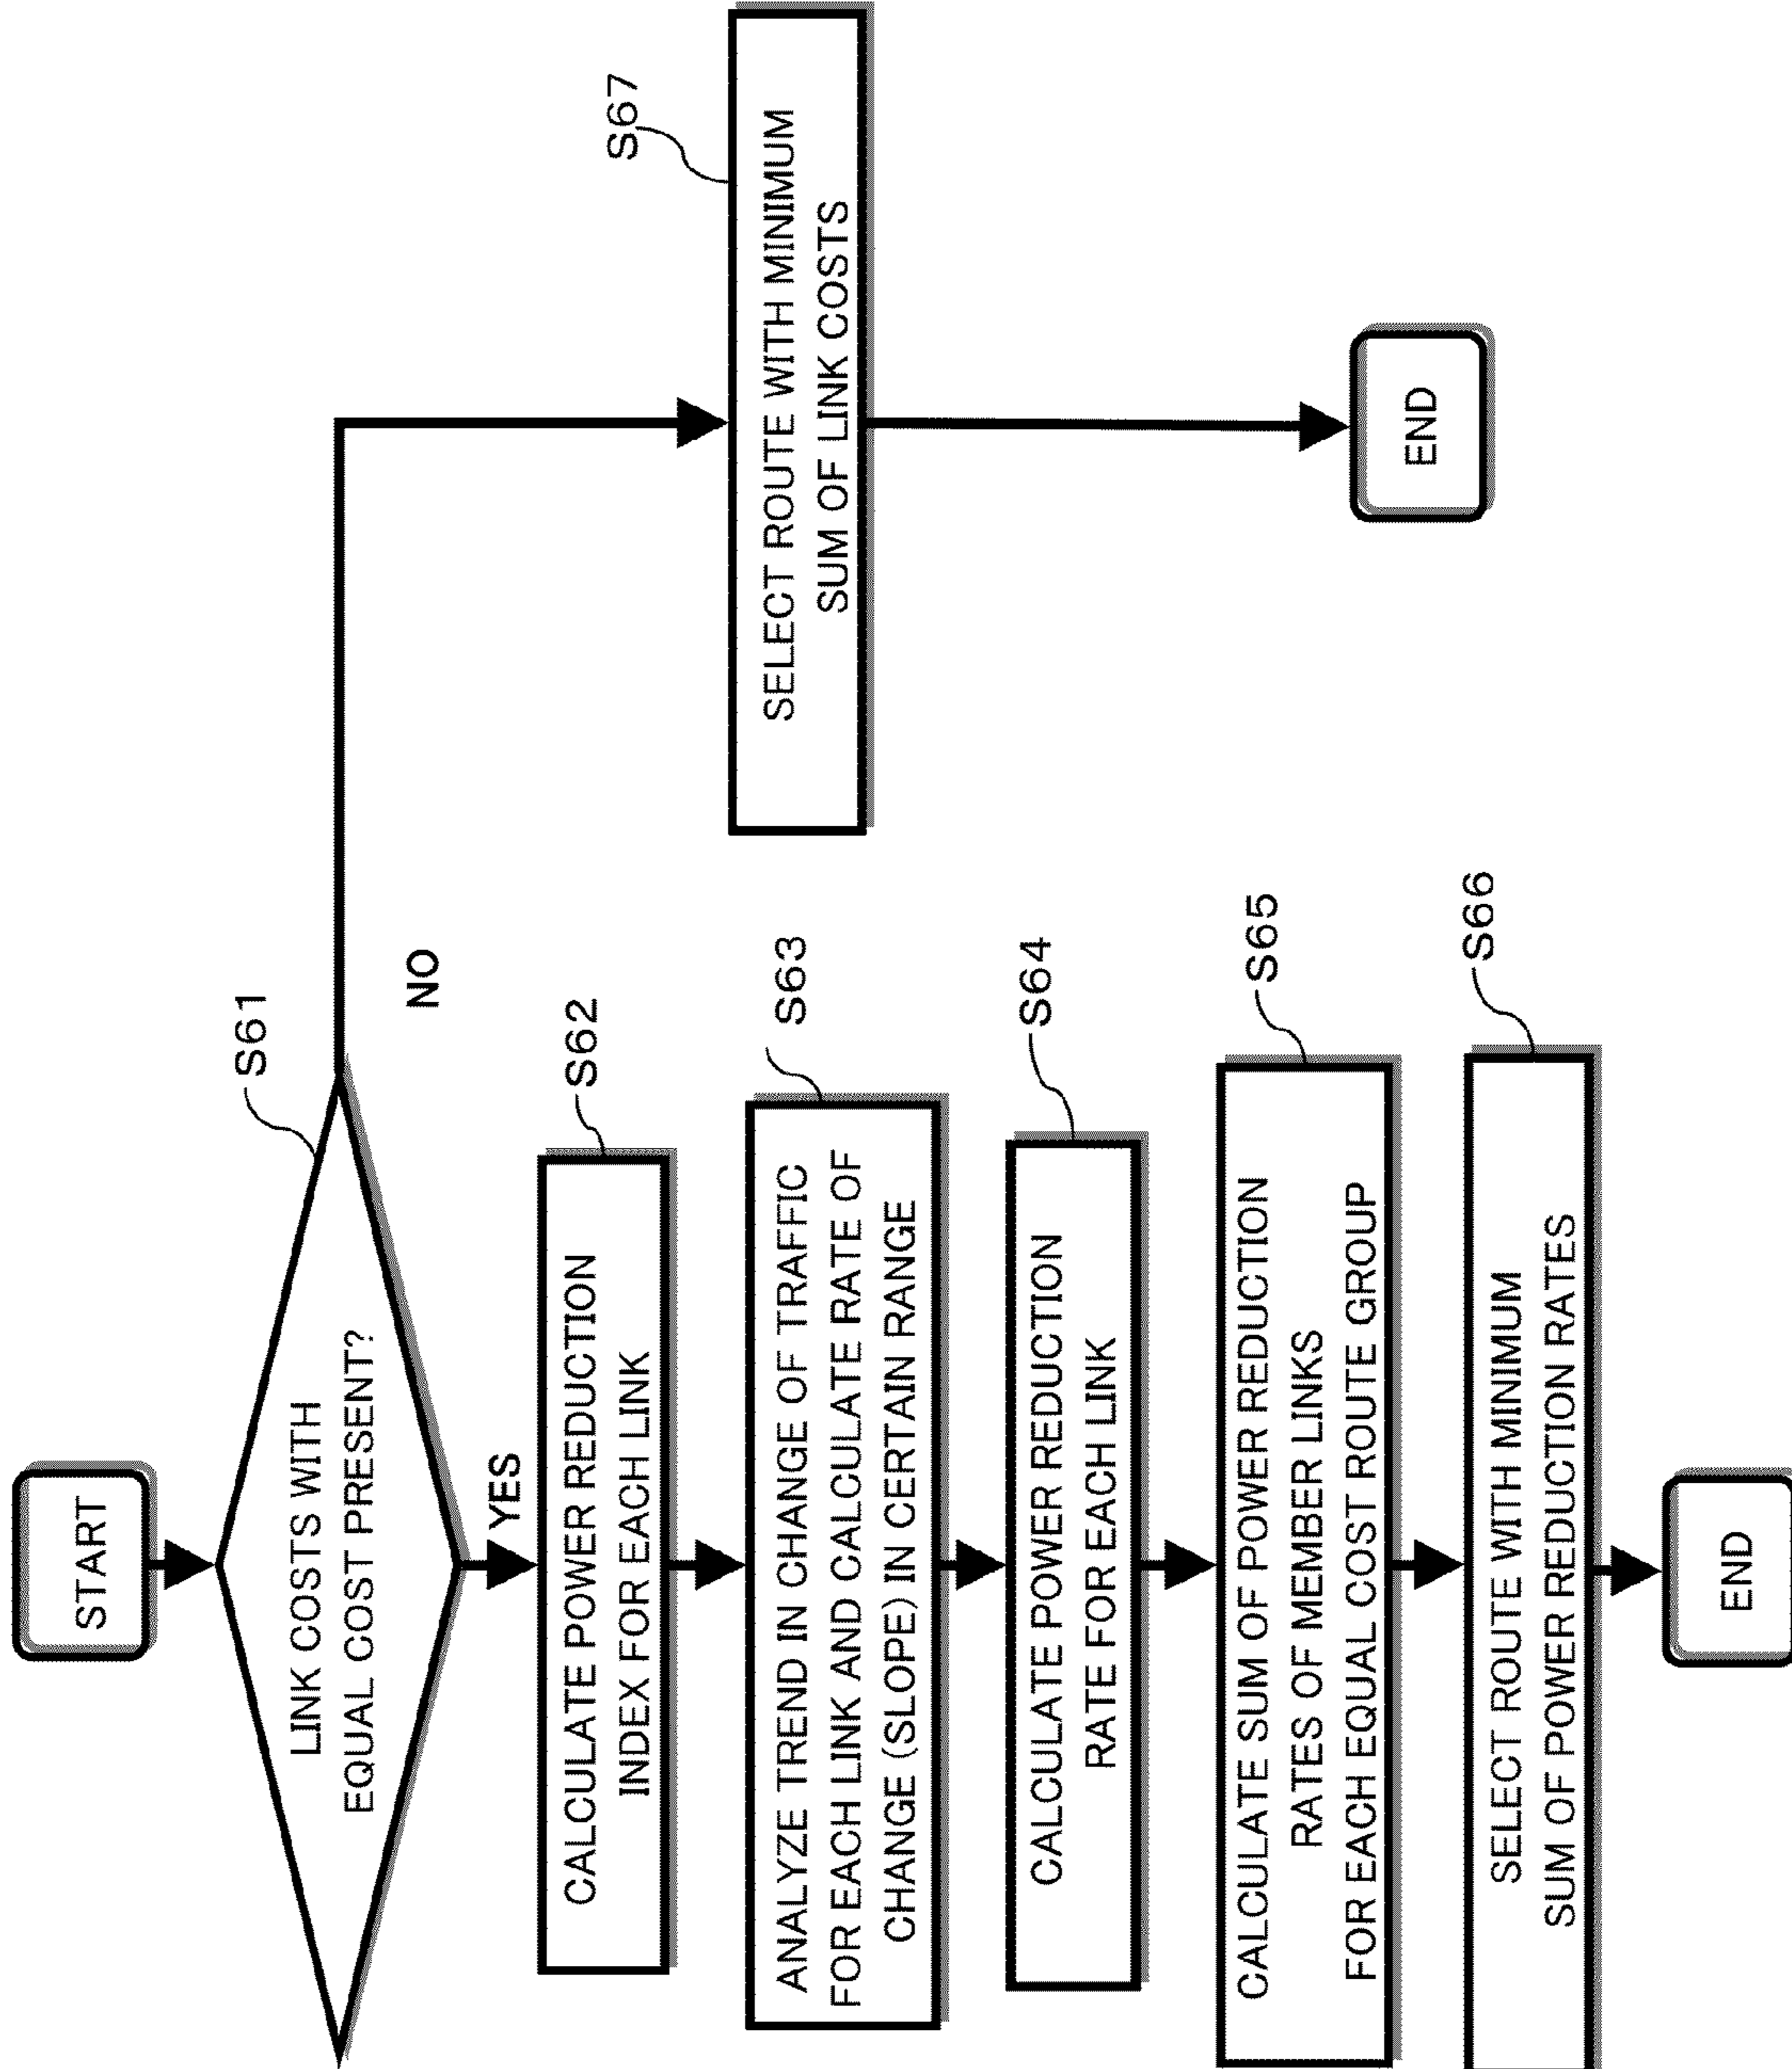 START
S61
LINK COSTS WITH
EQUAL COST PRESENT?
NO
YES
S62
CALCULATE POWER REDUCTION
INDEX FOR EACH LINK
S63
ANALYZE TREND IN CHANGE OF TRAFFIC
FOR EACH LINK AND CALCULATE RATE OF
CHANGE (SLOPE) IN CERTAIN RANGE
S64
CALCULATE POWER REDUCTION
RATE FOR EACH LINK
S65
CALCULATE SUM OF POWER REDUCTION
RATES OF MEMBER LINKS
FOR EACH EQUAL COST ROUTE GROUP
S66
SELECT ROUTE WITH MINIMUM
SUM OF POWER REDUCTION RATES
END
S67
SELECT ROUTE WITH MINIMUM
SUM OF LINK COSTS
END